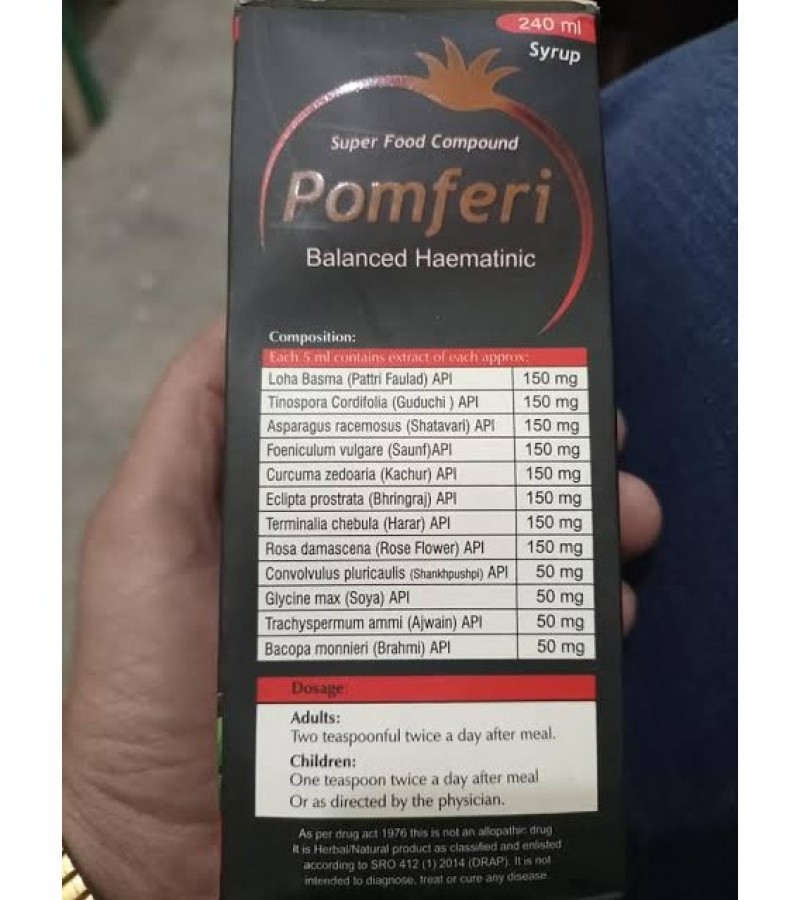 240 ml
Syrup
Super Food Compound
Pomferi
Balanced Haematinic
Composition:
Each 5 ml contains extract of each approx:
Loha Basma (Pattri Faulad) API 150 mg
Tinospora Cordifolia (Guduchi ) API 150 mg
Asparagus racemosus (Shatavari) API 150 mg
Foeniculum vulgare (Saunf)API 150 mg
Curcuma zedoaria (Kachur) API 150 mg
Eclipta prostrata (Bhringraj) API 150 mg
Terminalia chebula (Harar) API 150 mg
Rosa damascena (Rose Flower) API 150 mg
Convolvulus pluricaulis (Shankhpushpi) API 50 mg
Glycine max (Soya) API 50 mg
Trachyspermum ammi (Ajwain) API 50 mg
Bacopa monnieri (Brahmi) API 50 mg
Dosage:
Adults:
Two teaspoonful twice a day after meal.
Children:
One teaspoon twice a day after meal
Or as directed by the physician.
As per drug act 1976 this is not an allopathic drug
It is Herbal/Natural product as classified and enlisted
according to SRO 412 (1) 2014 (DRAP). It is not
intended to diagnose, treat or cure any disease